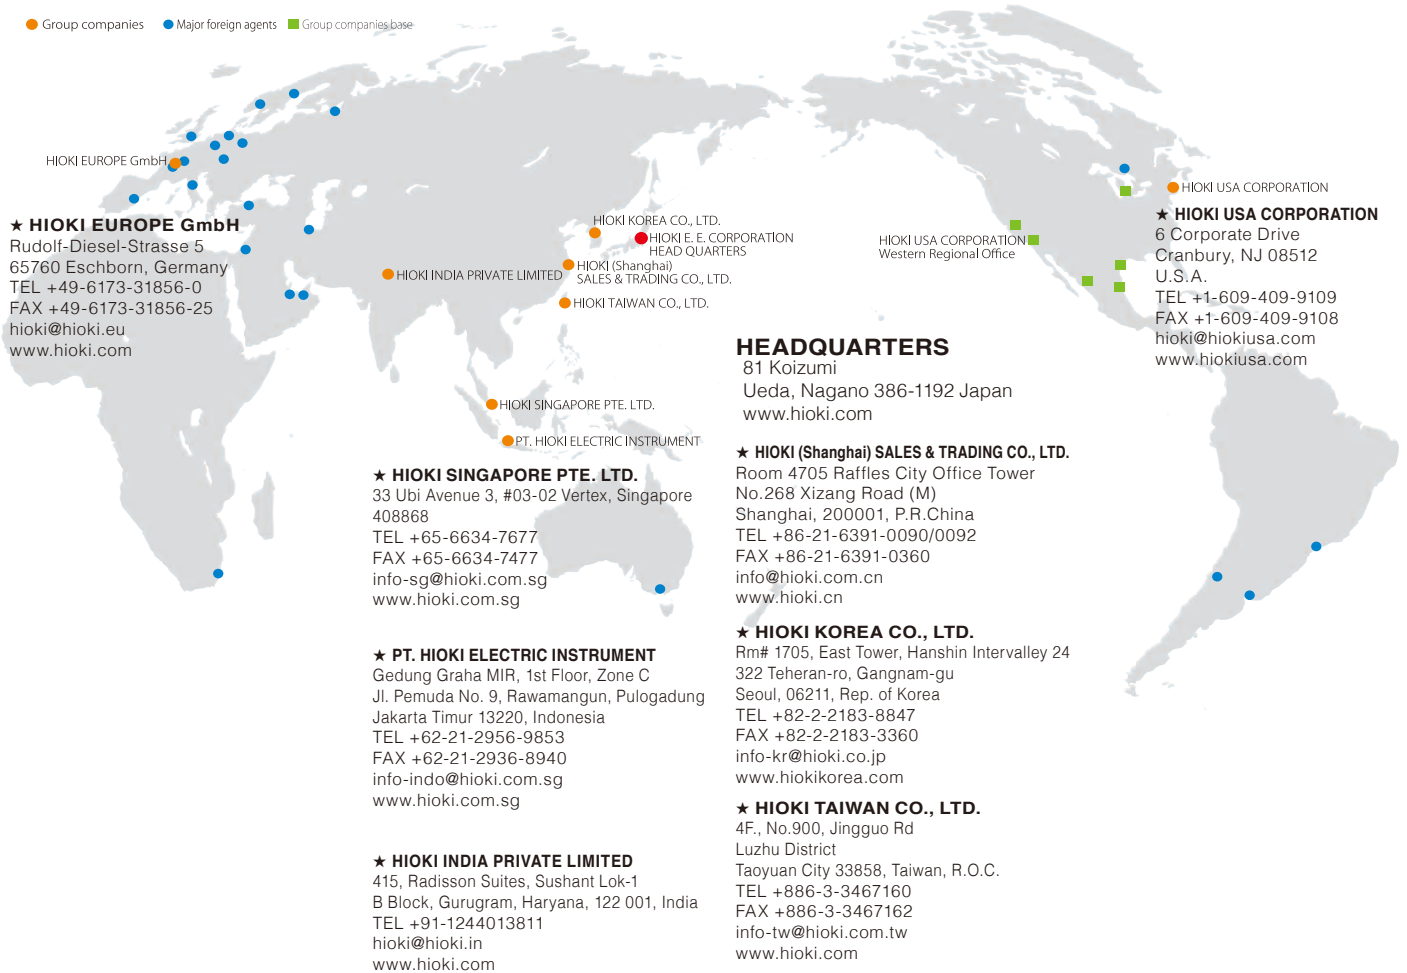 Group companies
Major foreign agents
Group companies base
HIOKI EUROPE GmbH
★ HIOKI EUROPE GmbH
Rudolf-Diesel-Strasse 5
65760 Eschborn, Germany
TEL +49-6173-31856-0
FAX +49-6173-31856-25
hioki@hioki.eu
www.hioki.com
HIOKI KOREA CO., LTD.
HIOKI E. E. CORPORATION
HEAD QUARTERS
HIOKI (Shanghai)
SALES & TRADING CO., LTD.
HIOKI INDIA PRIVATE LIMITED
HIOKI TAIWAN CO., LTD.
HIOKI SINGAPORE PTE. LTD.
PT. HIOKI ELECTRIC INSTRUMENT
HIOKI USA CORPORATION
Western Regional Office
HIOKI USA CORPORATION
★ HIOKI USA CORPORATION
6 Corporate Drive
Cranbury, NJ 08512
U.S.A.
TEL +1-609-409-9109
FAX +1-609-409-9108
hioki@hiokiusa.com
www.hiokiusa.com
HEADQUARTERS
81 Koizumi
Ueda, Nagano 386-1192 Japan
www.hioki.com
★ HIOKI SINGAPORE PTE. LTD.
33 Ubi Avenue 3, #03-02 Vertex, Singapore
408868
TEL +65-6634-7677
FAX +65-6634-7477
info-sg@hioki.com.sg
www.hioki.com.sg
★ PT. HIOKI ELECTRIC INSTRUMENT
Gedung Graha MIR, 1st Floor, Zone C
Jl. Pemuda No. 9, Rawamangun, Pulogadung
Jakarta Timur 13220, Indonesia
TEL +62-21-2956-9853
FAX +62-21-2936-8940
info-indo@hioki.com.sg
www.hioki.com.sg
★ HIOKI INDIA PRIVATE LIMITED
415, Radisson Suites, Sushant Lok-1
B Block, Gurugram, Haryana, 122 001, India
TEL +91-1244013811
hioki@hioki.in
www.hioki.com
★ HIOKI (Shanghai) SALES & TRADING CO., LTD.
Room 4705 Raffles City Office Tower
No.268 Xizang Road (M)
Shanghai, 200001, P.R.China
TEL +86-21-6391-0090/0092
FAX +86-21-6391-0360
info@hioki.com.cn
www.hioki.cn
★ HIOKI KOREA CO., LTD.
Rm# 1705, East Tower, Hanshin Intervalley 24
322 Teheran-ro, Gangnam-gu
Seoul, 06211, Rep. of Korea
TEL +82-2-2183-8847
FAX +82-2-2183-3360
info-kr@hioki.co.jp
www.hiokikorea.com
★ HIOKI TAIWAN CO., LTD.
4F., No.900, Jingguo Rd
Luzhu District
Taoyuan City 33858, Taiwan, R.O.C.
TEL +886-3-3467160
FAX +886-3-3467162
info-tw@hioki.com.tw
www.hioki.com